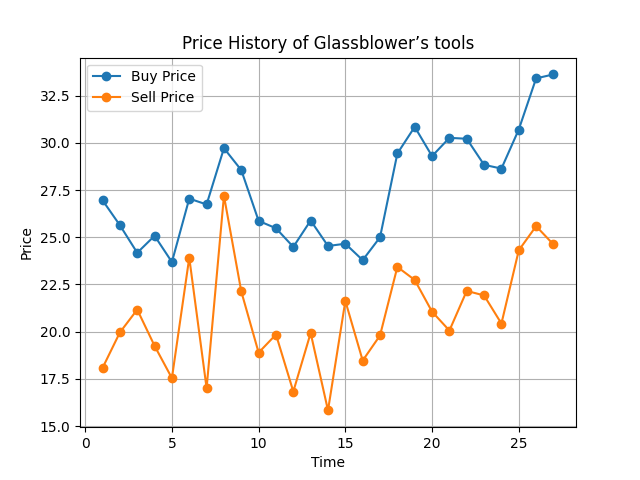 Price History of Glassblower’s tools
Buy Price
Sell Price
Price
32.5
30.0
27.5
25.0
22.5
20.0
17.5
15.0
0 5 10 15 20 25
Time